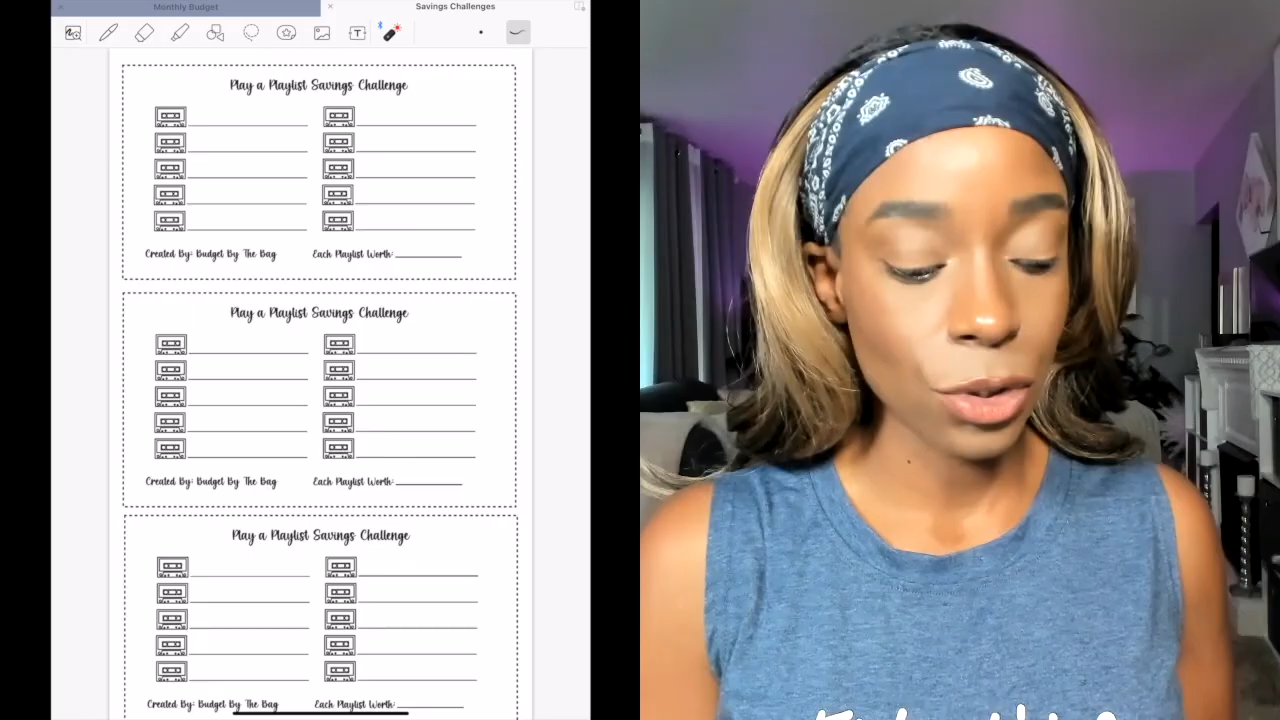 Monthly Budget
Savings Challenges
T
Play a Playlist Savings Challenge
Created By: Budget By The Bag
Each Playlist Worth:
Play a Playlist Savings Challenge
Created By: Budget By The Bag
Each Playlist Worth:
Play a Playlist Savings Challenge
Created By: Budget By The Bag
Each Playlist Worth: